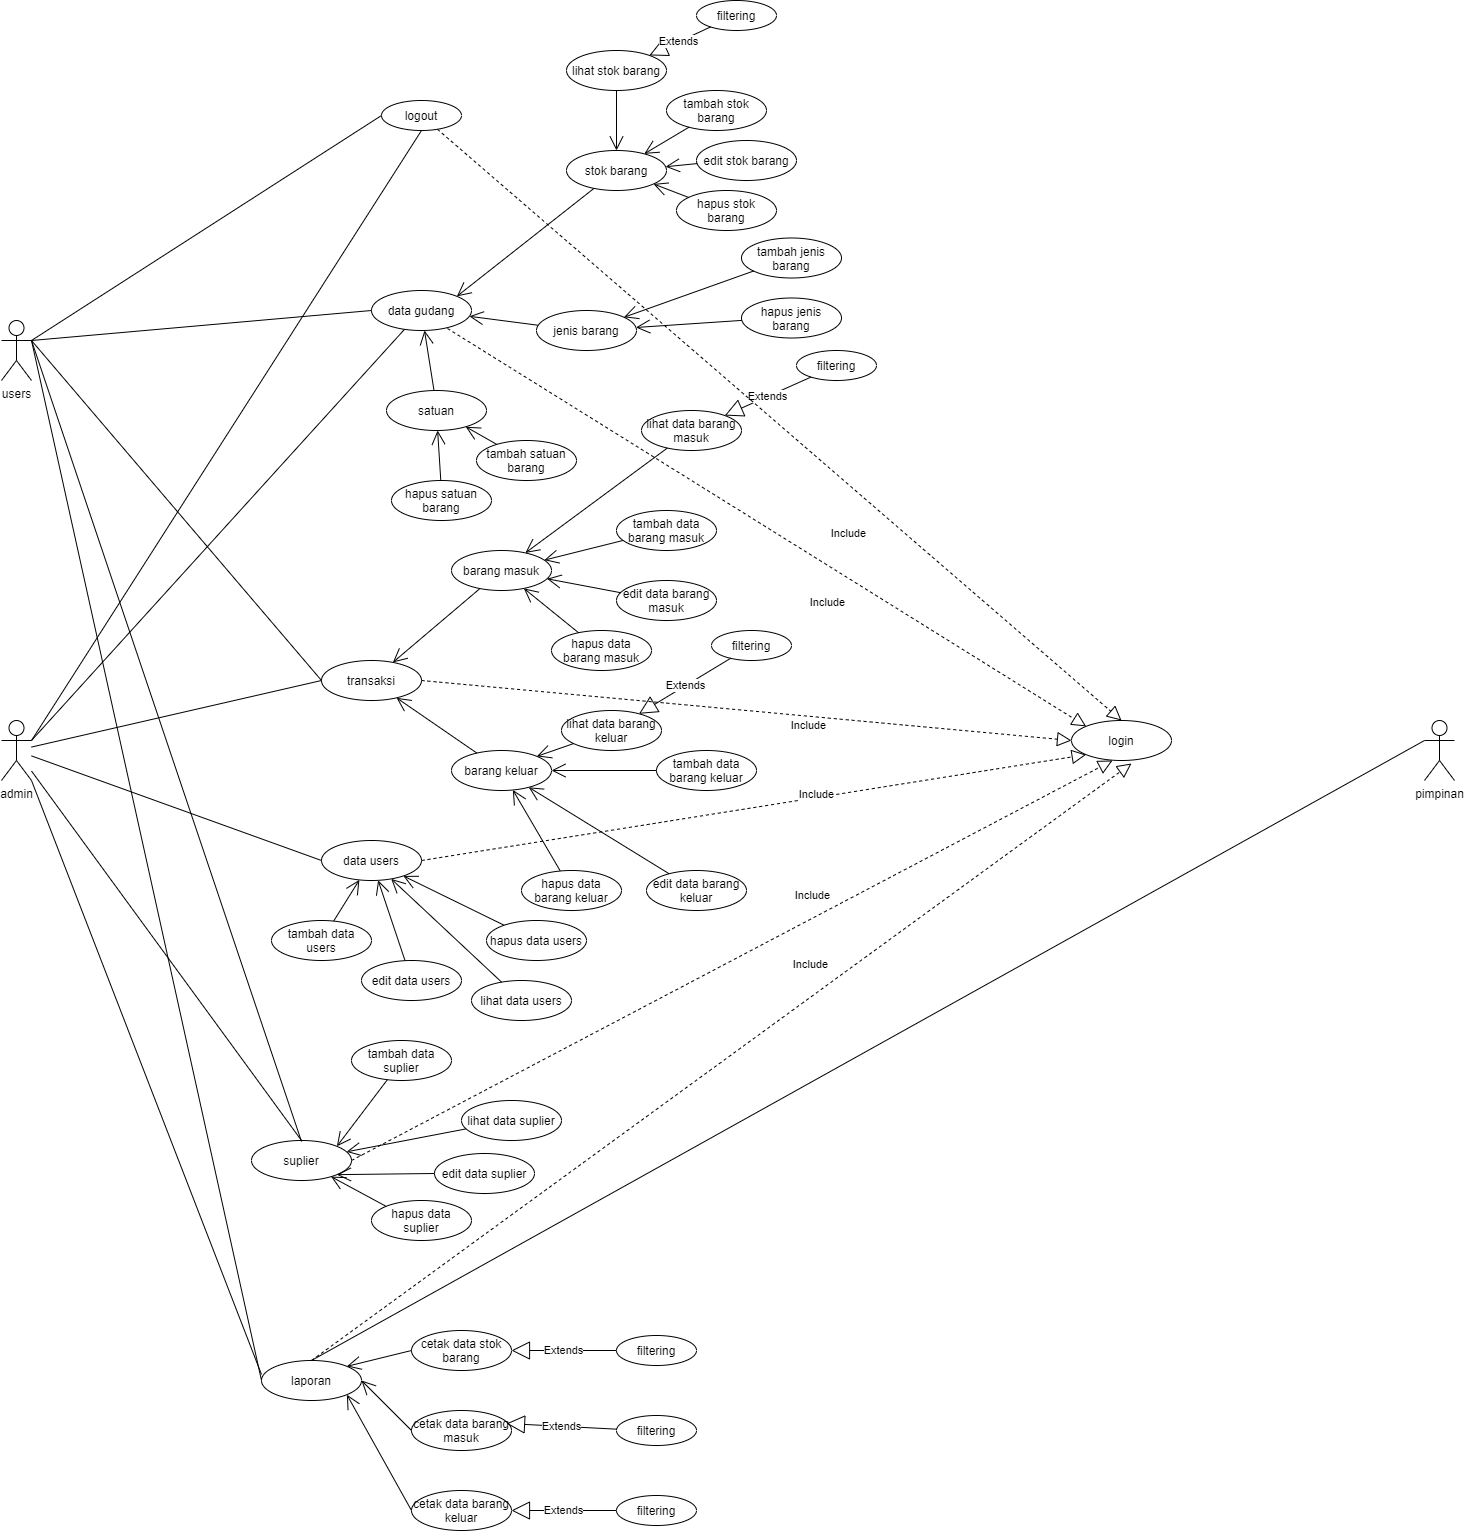 filtering
Extends
lihat stok barang
tambah stok
barang
logout
edit stok barang
stok barang
hapus stok
barang
tambah jenis
barang
data gudang
hapus jenis
barang
jenis barang
filtering
users
Extends
satuan
lihat data barang
masuk
tambah satuan
barang
hapus satuan
barang
tambah data
barang masuk
Include
barang masuk
edit data barang
masuk
Include
hapus data
barang masuk
filtering
transaksi
Extends
lihat data barang
keluar
Include
login
barang keluar
tambah data
barang keluar
admin
Include
pimpinan
data users
hapus data
barang keluar
edit data barang
keluar
Include
tambah data
users
hapus data users
Include
edit data users
lihat data users
tambah data
suplier
lihat data suplier
suplier
edit data suplier
hapus data
suplier
cetak data stok
barang
Extends
filtering
laporan
cetak data barang
masuk
Extends
filtering
cetak data barang
keluar
Extends
filtering